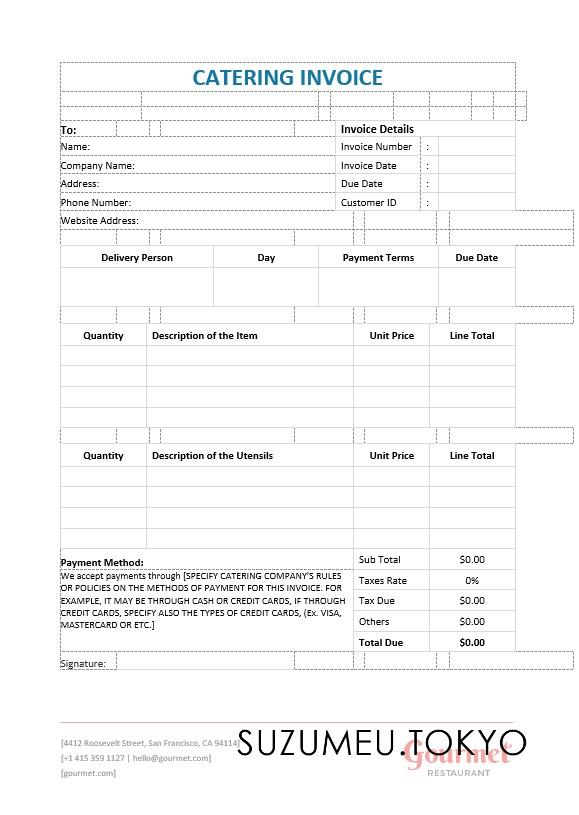 CATERING INVOICE
To:
Invoice Details
Name:
Invoice Number :
Company Name:
Invoice Date :
Address:
Due Date :
Phone Number:
Customer ID :
Website Address:
Delivery Person Day Payment Terms Due Date
Quantity Description of the Item Unit Price Line Total
Quantity Description of the Utensils Unit Price Line Total
Payment Method:
We accept payments through [SPECIFY CATERING COMPANY'S RULES
OR POLICIES ON THE METHODS OF PAYMENT FOR THIS INVOICE. FOR
EXAMPLE, IT MAY BE THROUGH CASH OR CREDIT CARDS, IF THROUGH
CREDIT CARDS, SPECIFY ALSO THE TYPES OF CREDIT CARDS, (Ex. VISA,
MASTERCARD OR ETC.]
Sub Total $0.00
Taxes Rate 0%
Tax Due $0.00
Others $0.00
Total Due $0.00
Signature:
[4412 Roosevelt Street, San Francisco, CA 94114]
[+1 415 359 1127 | hello@gourmet.com]
[gourmet.com]
SUZUMEU.TOKYO
Gourmet
RESTAURANT